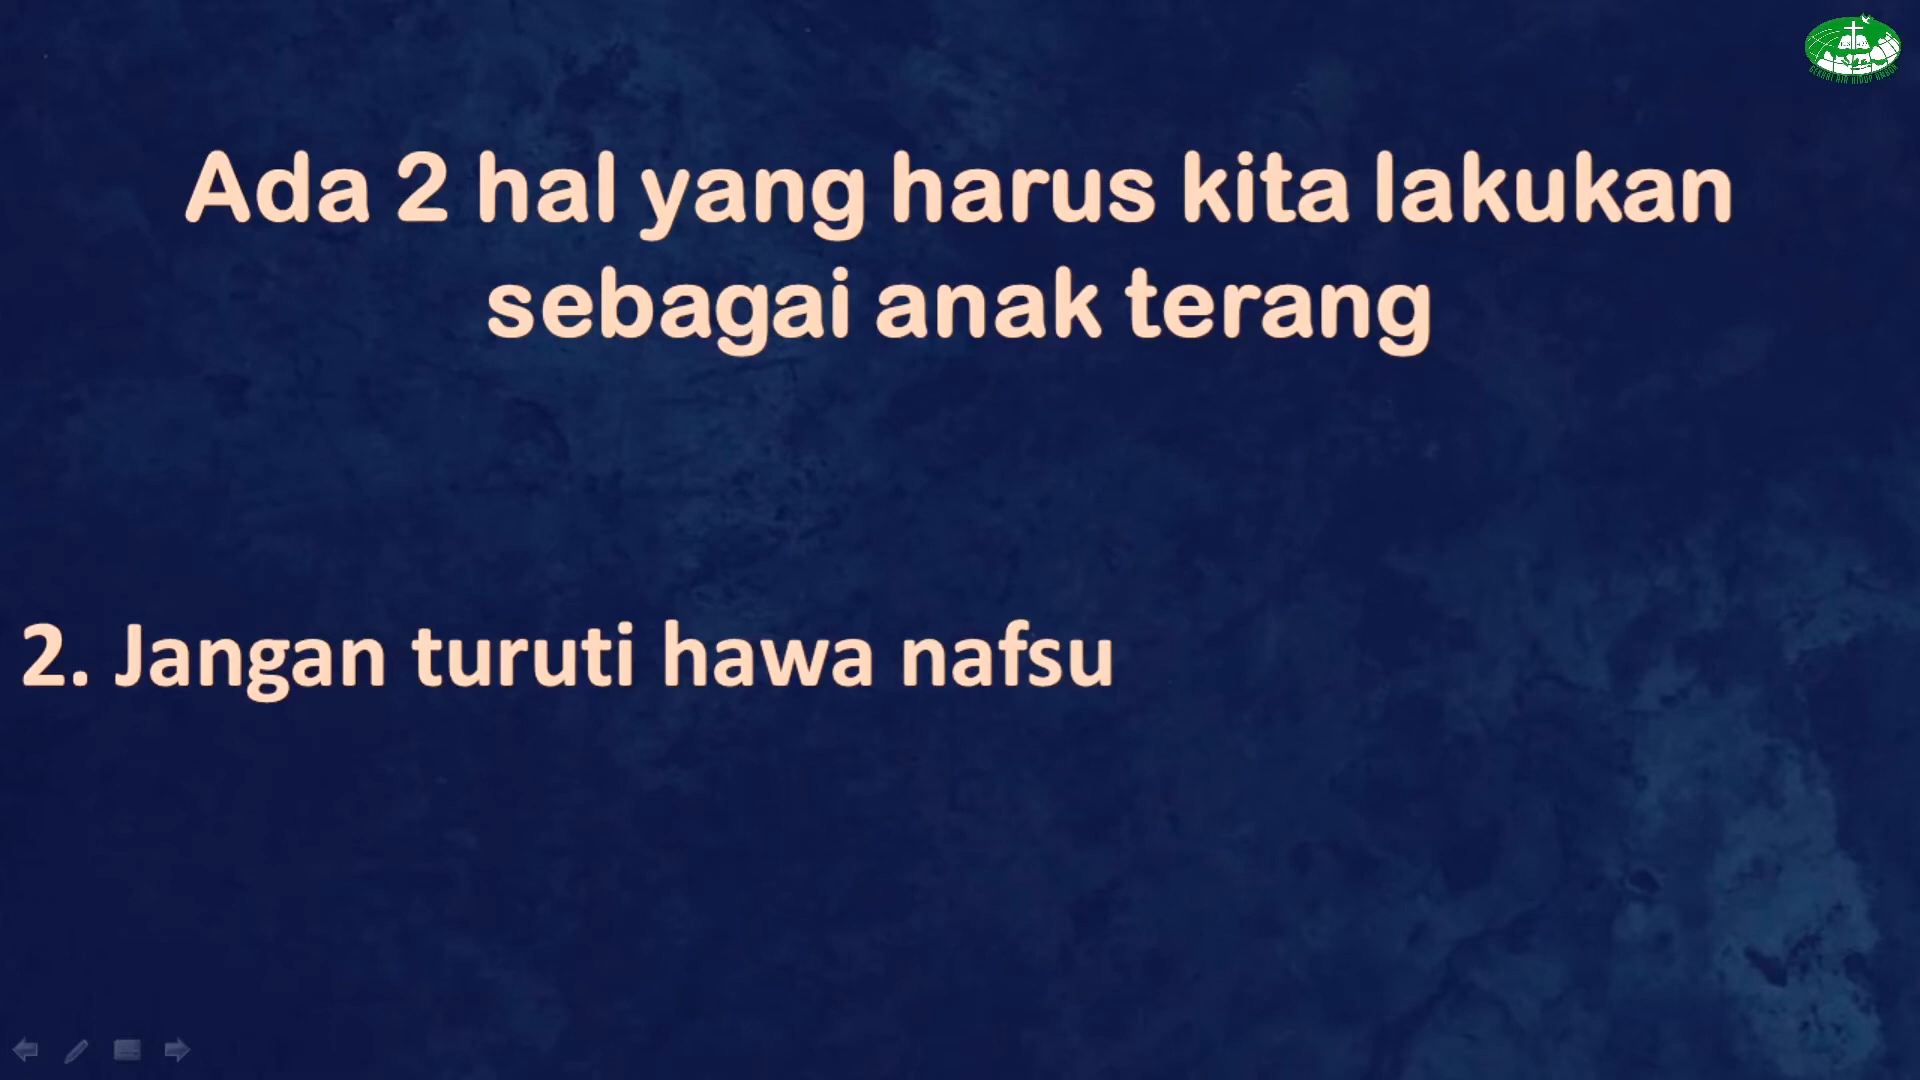 Ada 2 hal yang harus kita lakukan
sebagai anak terang
2. Jangan turuti hawa nafsu